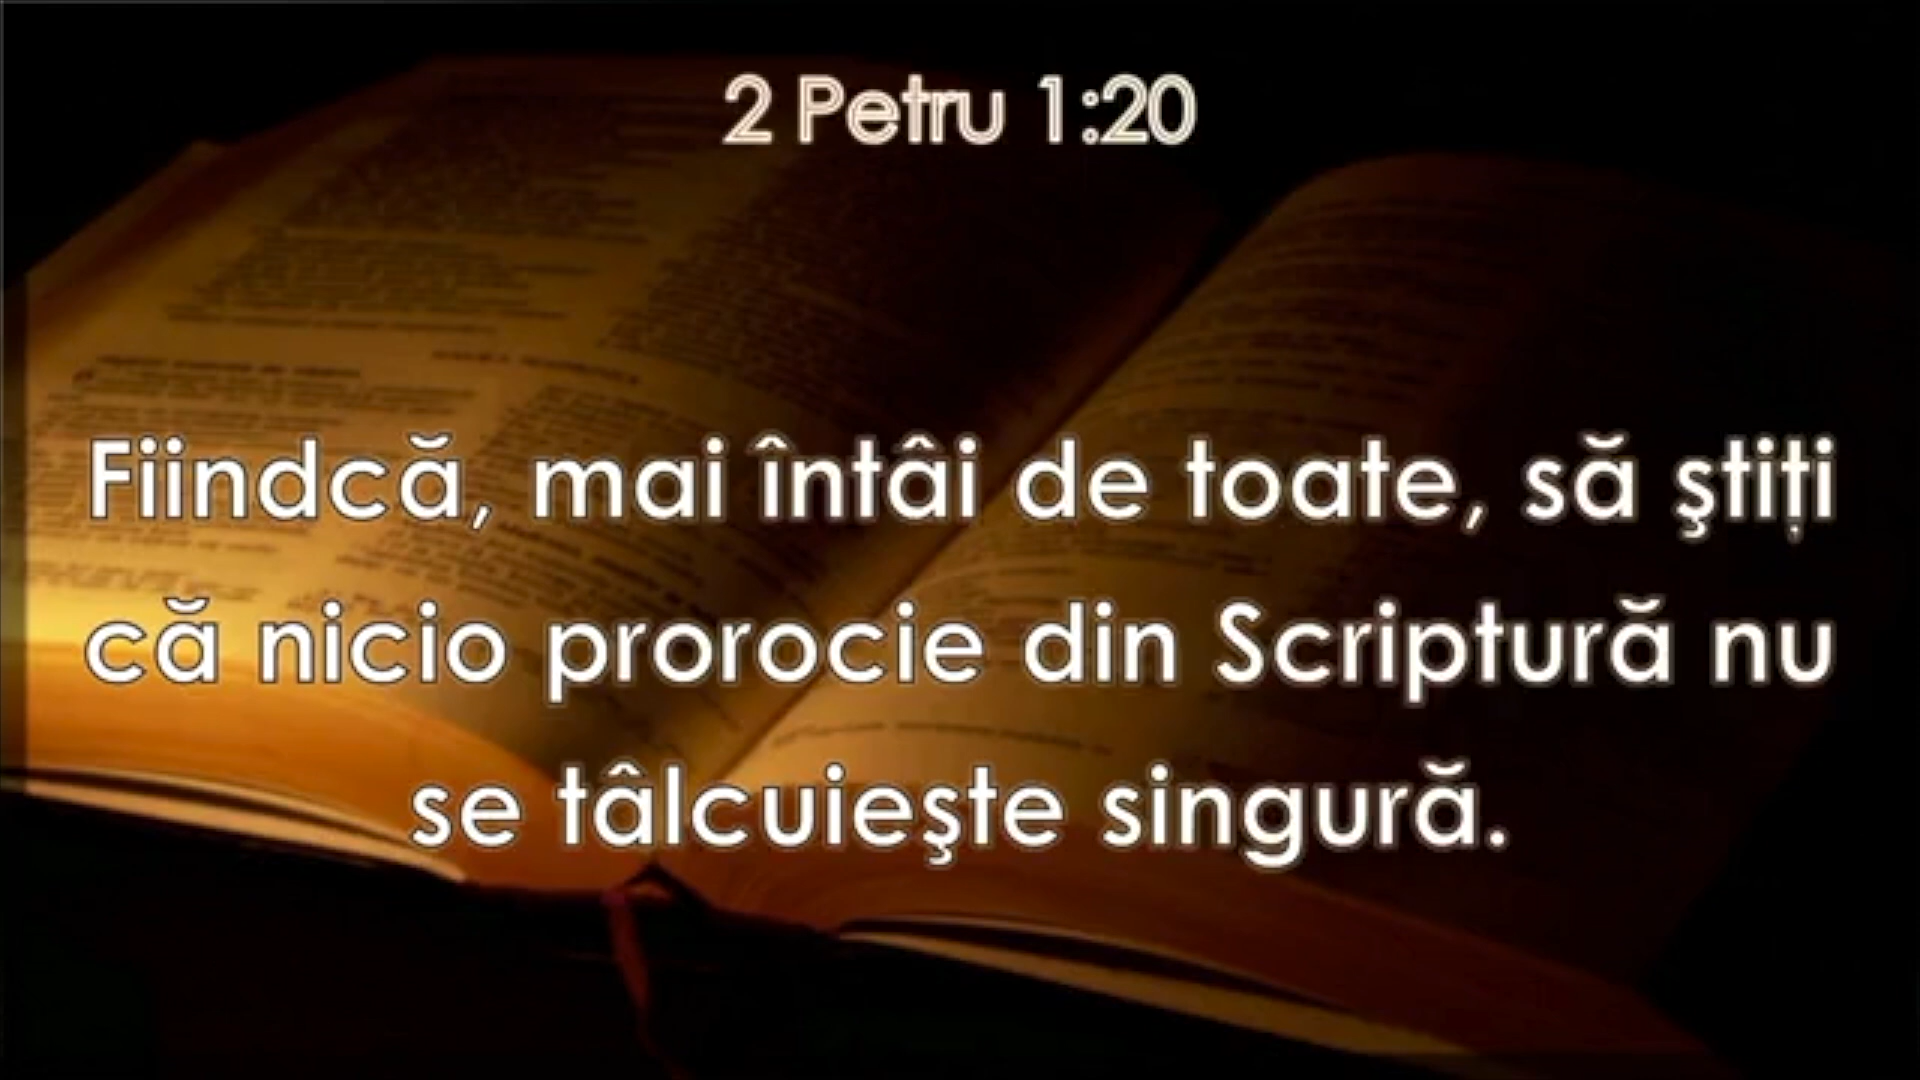 2 Petru 1:20
Fiindcă, mai întâi de toate, să ştiți
că nicio prorocie din Scriptură nu
se tâlcuieşte singură.